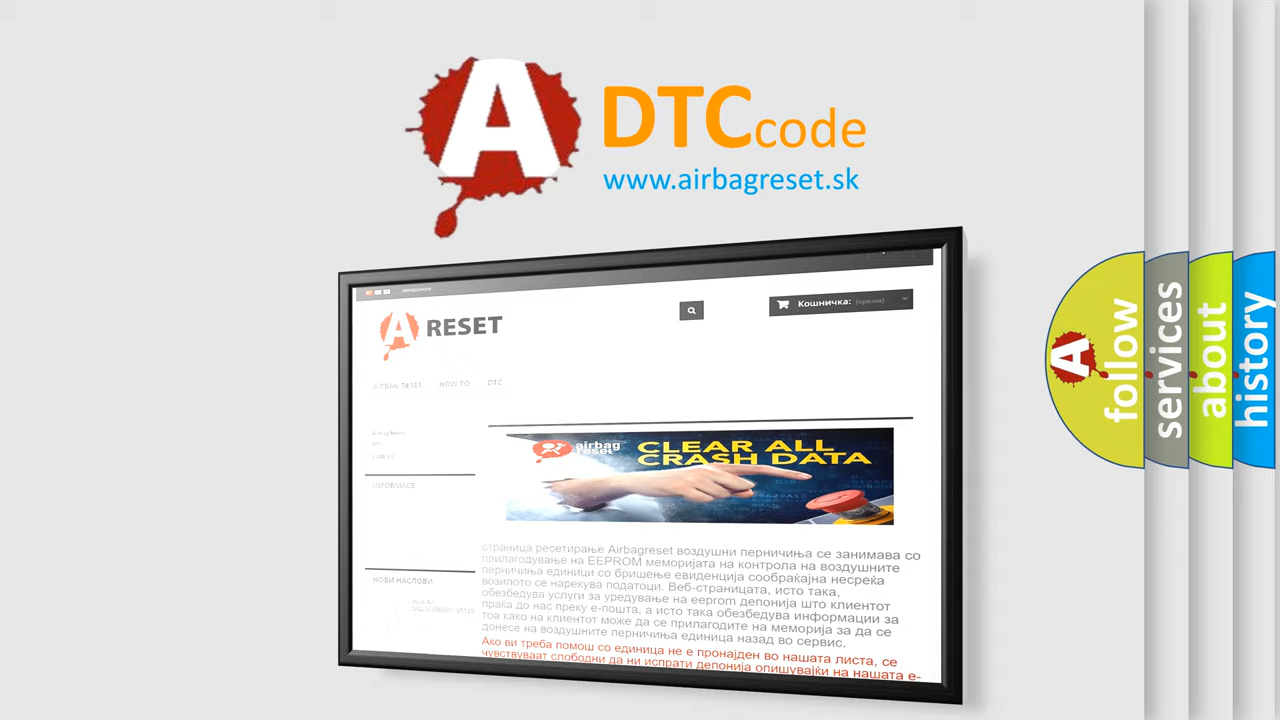 A
DTCcode
www.airbagreset.sk
A RESET
Кошничка: (празни)
AIRBAG RESET HOW TO DTC
airbag
reset
CLEAR ALL
CRASH DATA
INFORMACE
НОВИ НАСЛОВИ
страница ресетирање Airbagreset воздушни перничиња се занимава со
прилагодување на EEPROM меморијата на контрола на воздушните
перничиња единици со бришење евиденција сообраќајна несреќа
возилото се нарекува податоци. Веб-страницата, исто така,
обезбедува услуги за уредување на eeprom депонија што клиентот
праќа до нас преку е-пошта, а исто така обезбедува информации за
тоа како на клиентот може да се прилагодите на меморија за да се
донесе на воздушните перничиња единица назад во сервис.
Ако ви треба помош со единица не е пронајден во нашата листа, се
чувствуваат слободни да ни испрати депонија опишувајќи на нашата е-
A
follow
services
about
history